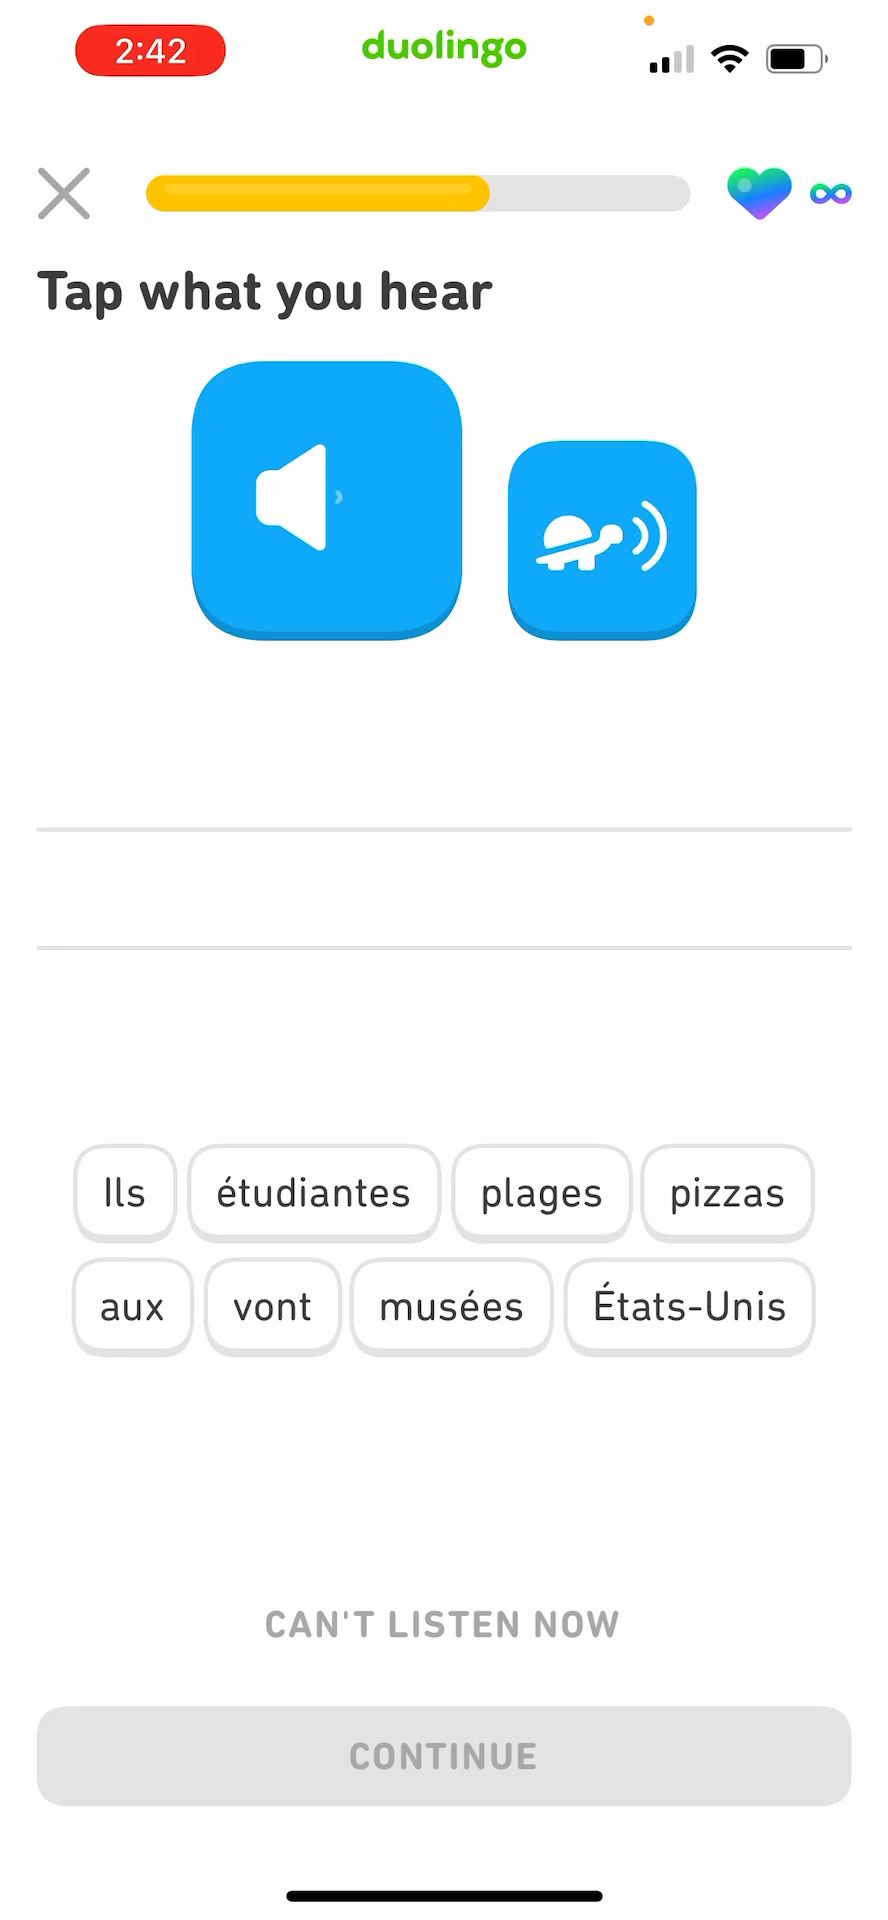 2:42
duolingo
Tap what you hear
Ils étudiantes plages pizzas
aux vont musées États-Unis
CAN'T LISTEN NOW
CONTINUE